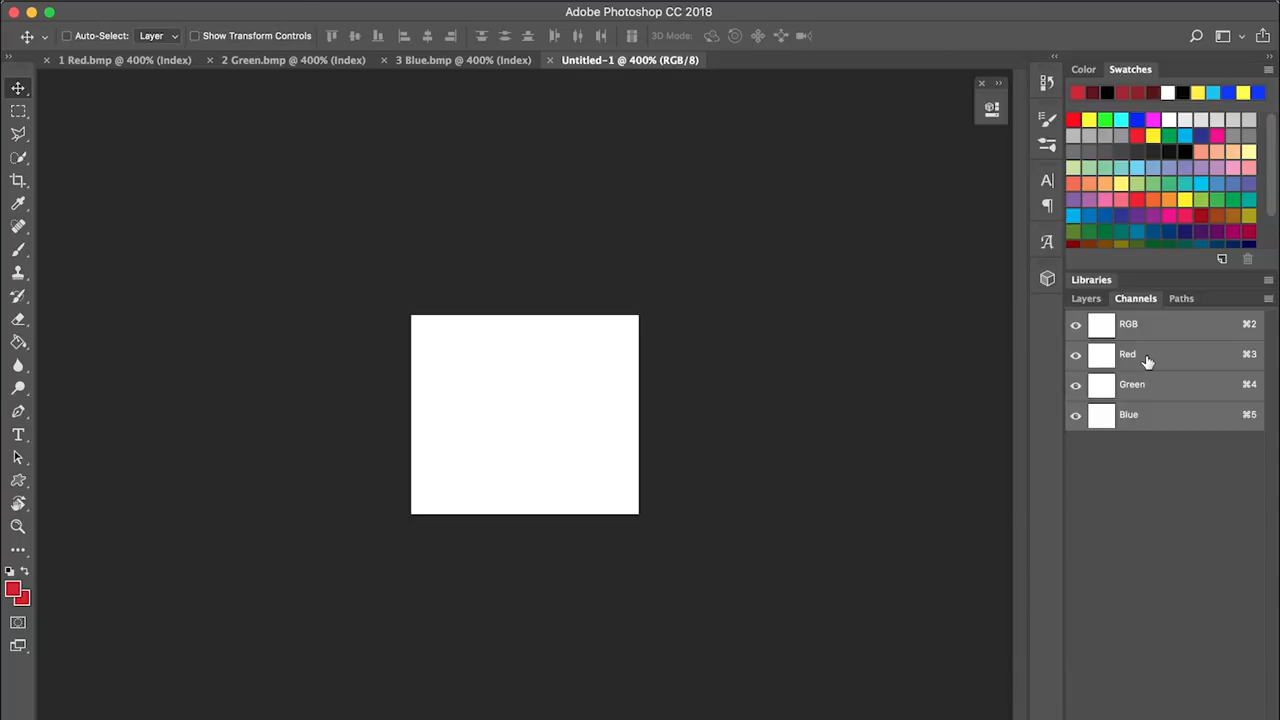 Adobe Photoshop CC 2018
Auto-Select: Layer Show Transform Controls 3D Mode:
1 Red.bmp @ 400% (Index) 2 Green.bmp @ 400% (Index) 3 Blue.bmp @ 400% (Index) Untitled-1 @ 400% (RGB/8)
Color Swatches
Libraries
Layers Channels Paths
RGB ⌘2
Red ⌘3
Green ⌘4
Blue ⌘5